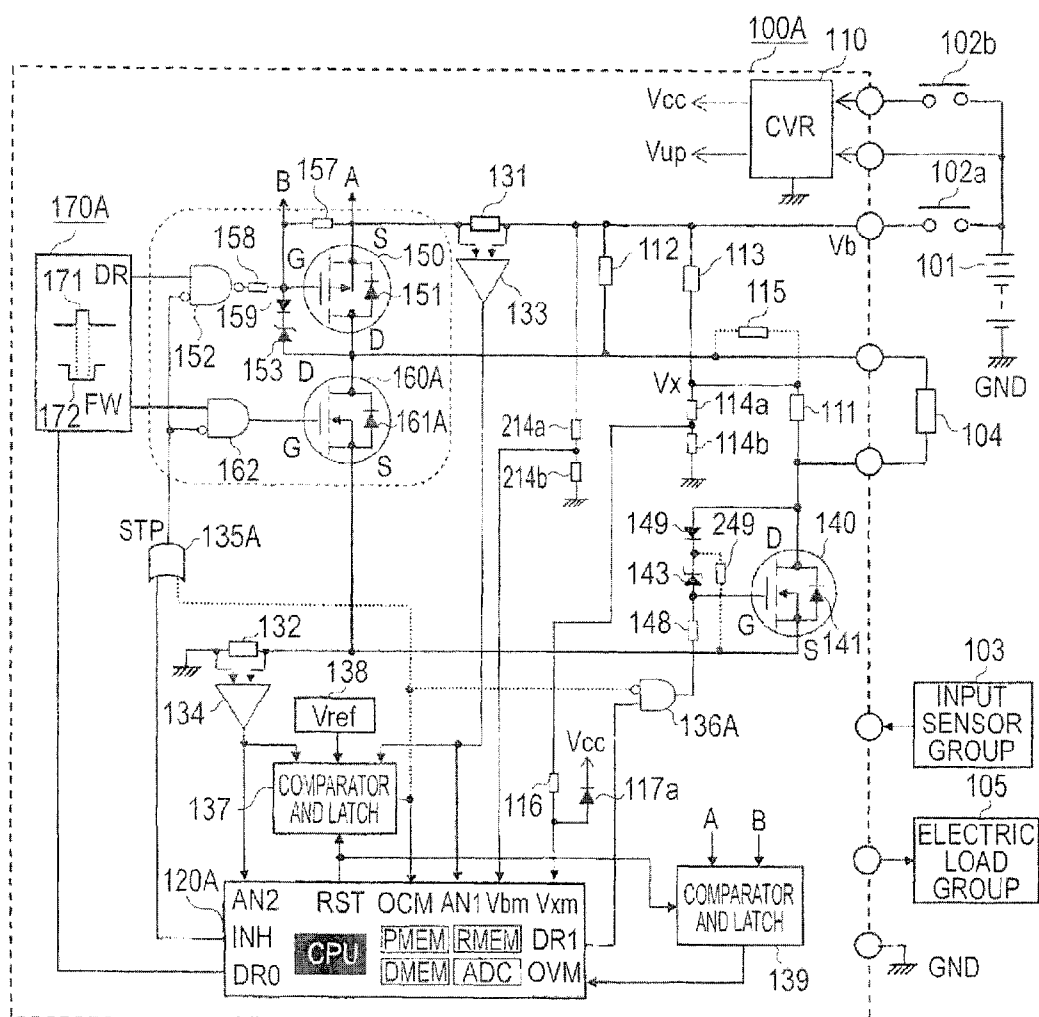 100A
110
102b
Vcc
CVR
Vup
B
157
A
131
102a
170A
158
S
Vb
G
150
112
113
101
DR
171
115
159
151
133
152
153
D
D
GND
172
FW
160A
Vx
114a
111
104
161A
214a
114b
162
G
S
214b
STP
135A
149
249
D
140
143
148
G
S
141
132
138
103
134
Vref
136A
INPUT
SENSOR
GROUP
Vcc
137
COMPARATOR
AND LATCH
116
117a
105
A
B
ELECTRIC
LOAD
GROUP
120A
AN2
RST
OCM
AN1
Vbm
Vxm
COMPARATOR
AND LATCH
INH
CPU
PMEM
RMEM
DR1
DR0
DMEM
ADC
OVM
139
GND